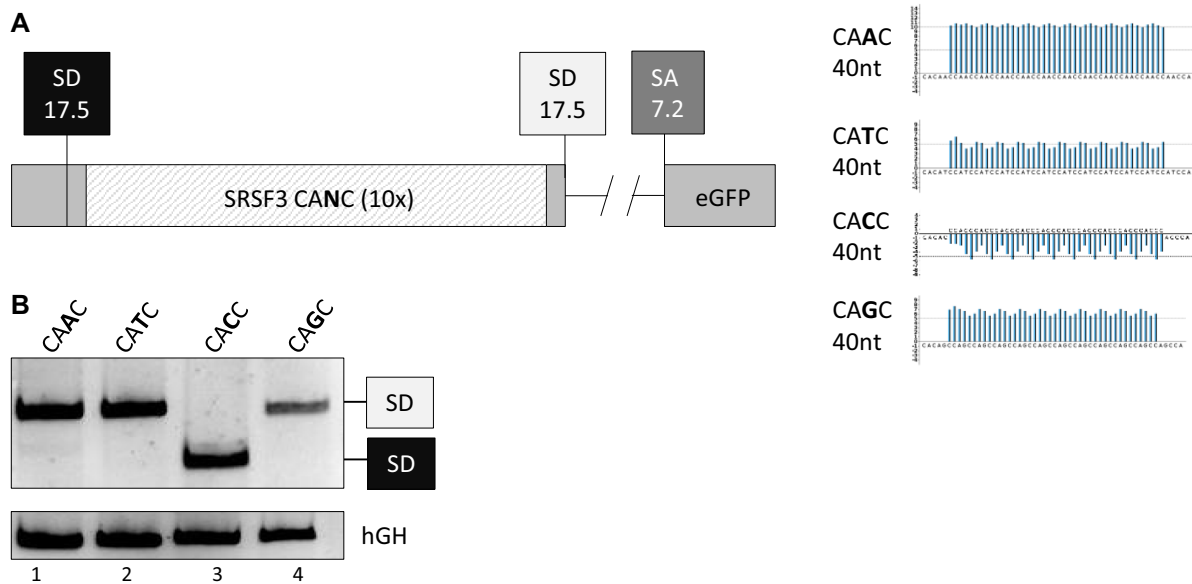 A
SD
17.5
SD
17.5
SA
7.2
SRSF3 CANC (10x)
eGFP
CAAC
40nt
CATC
40nt
CACC
40nt
CAGC
40nt
B
CAAC CATC CACC CAGC
SD
SD
hGH
1 2 3 4